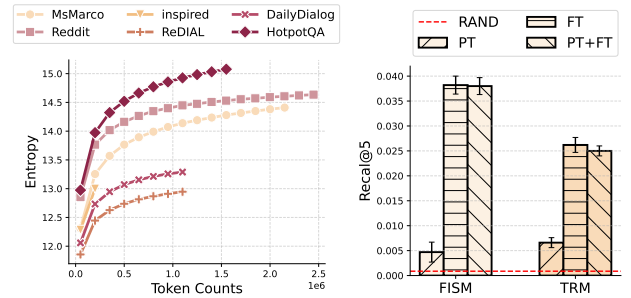 MsMarco inspired DailyDialog
Reddit ReDIAL HotpotQA
Entropy
15.0
14.5
14.0
13.5
13.0
12.5
12.0
0.0 0.5 1.0 1.5 2.0 2.5
1e6
Token Counts
RAND FT
PT PT+FT
Recall@5
0.040
0.035
0.030
0.025
0.020
0.015
0.010
0.005
0.000
FISM TRM